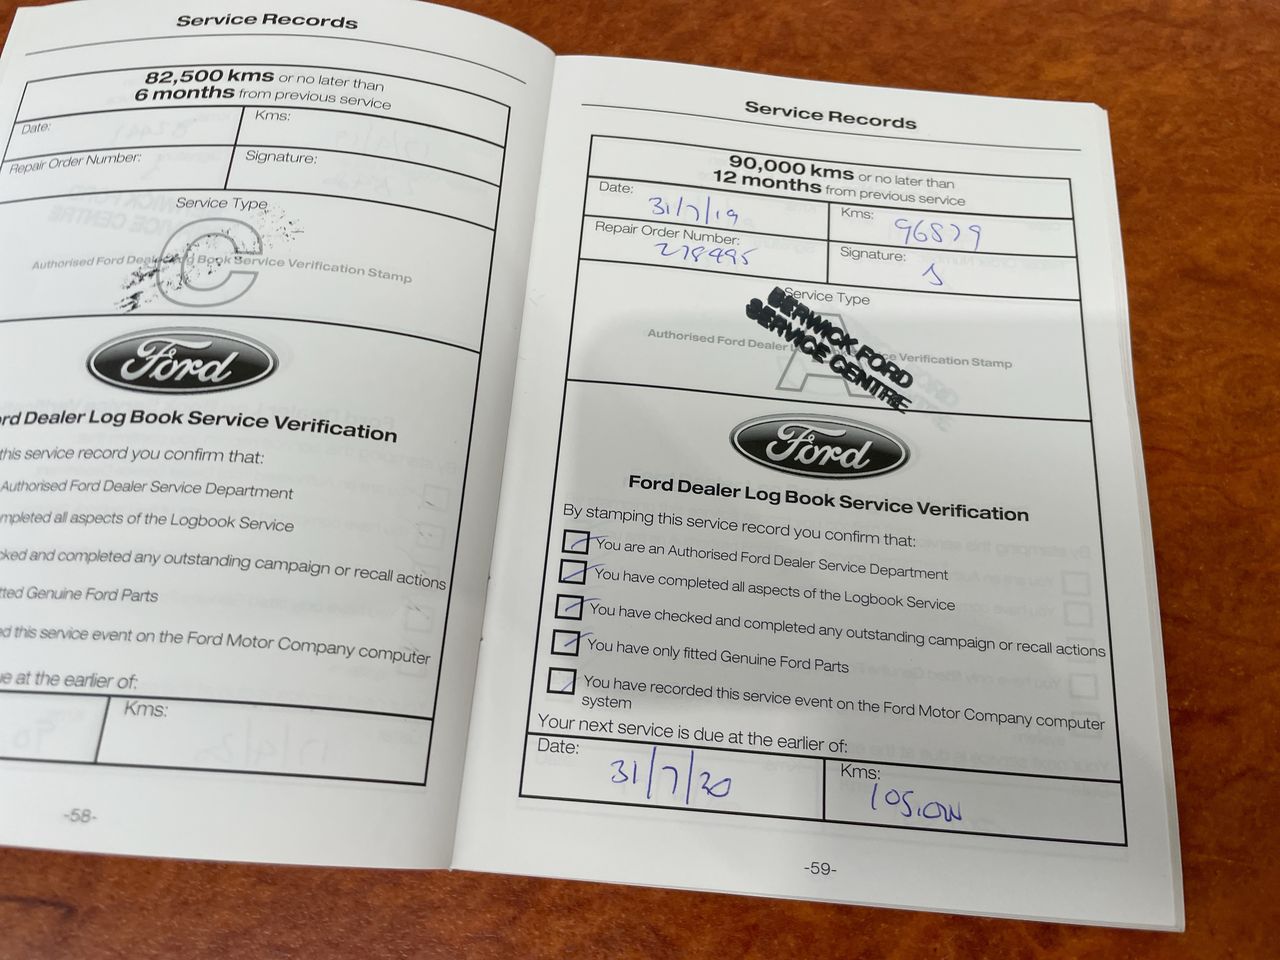 Service Records
82,500 kms or no later than
6 months from previous service
Date:
Kms:
Repair Order Number:
Signature:
Service Type
C
Authorised Ford Dealer Log Book Service Verification Stamp
Ford
Ford Dealer Log Book Service Verification
this service record you confirm that:
Authorised Ford Dealer Service Department
mpleted all aspects of the Logbook Service
cked and completed any outstanding campaign or recall actions
tted Genuine Ford Parts
ed this service event on the Ford Motor Company computer
ue at the earlier of:
Kms:
-58-
Service Records
90,000 kms or no later than
12 months from previous service
Date: 31/7/19
Kms: 96879
Repair Order Number: 278495
Signature:
Service Type
A
Authorised Ford Dealer Service Verification Stamp
BERWICK FORD
SERVICE CENTRE
Ford
Ford Dealer Log Book Service Verification
By stamping this service record you confirm that:
You are an Authorised Ford Dealer Service Department
You have completed all aspects of the Logbook Service
You have checked and completed any outstanding campaign or recall actions
You have only fitted Genuine Ford Parts
You have recorded this service event on the Ford Motor Company computer
system
Your next service is due at the earlier of:
Date: 31/7/20
Kms: 105,000
-59-